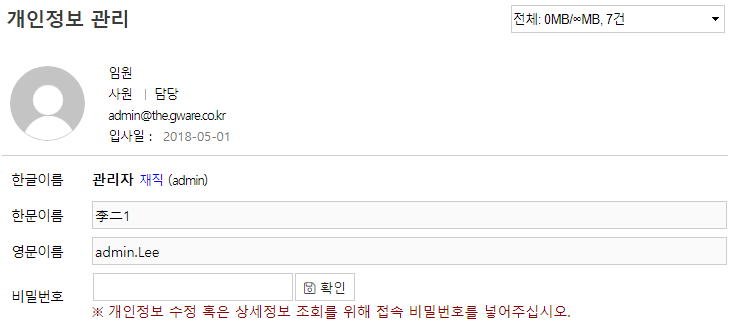 개인정보 관리
전체: 0MB/∞MB, 7건
임원
사원 | 담당
admin@the.gware.co.kr
입사일 : 2018-05-01
한글이름 관리자 재직 (admin)
한문이름 李二1
영문이름 admin.Lee
비밀번호 확인
※ 개인정보 수정 혹은 상세정보 조회를 위해 접속 비밀번호를 넣어주십시오.